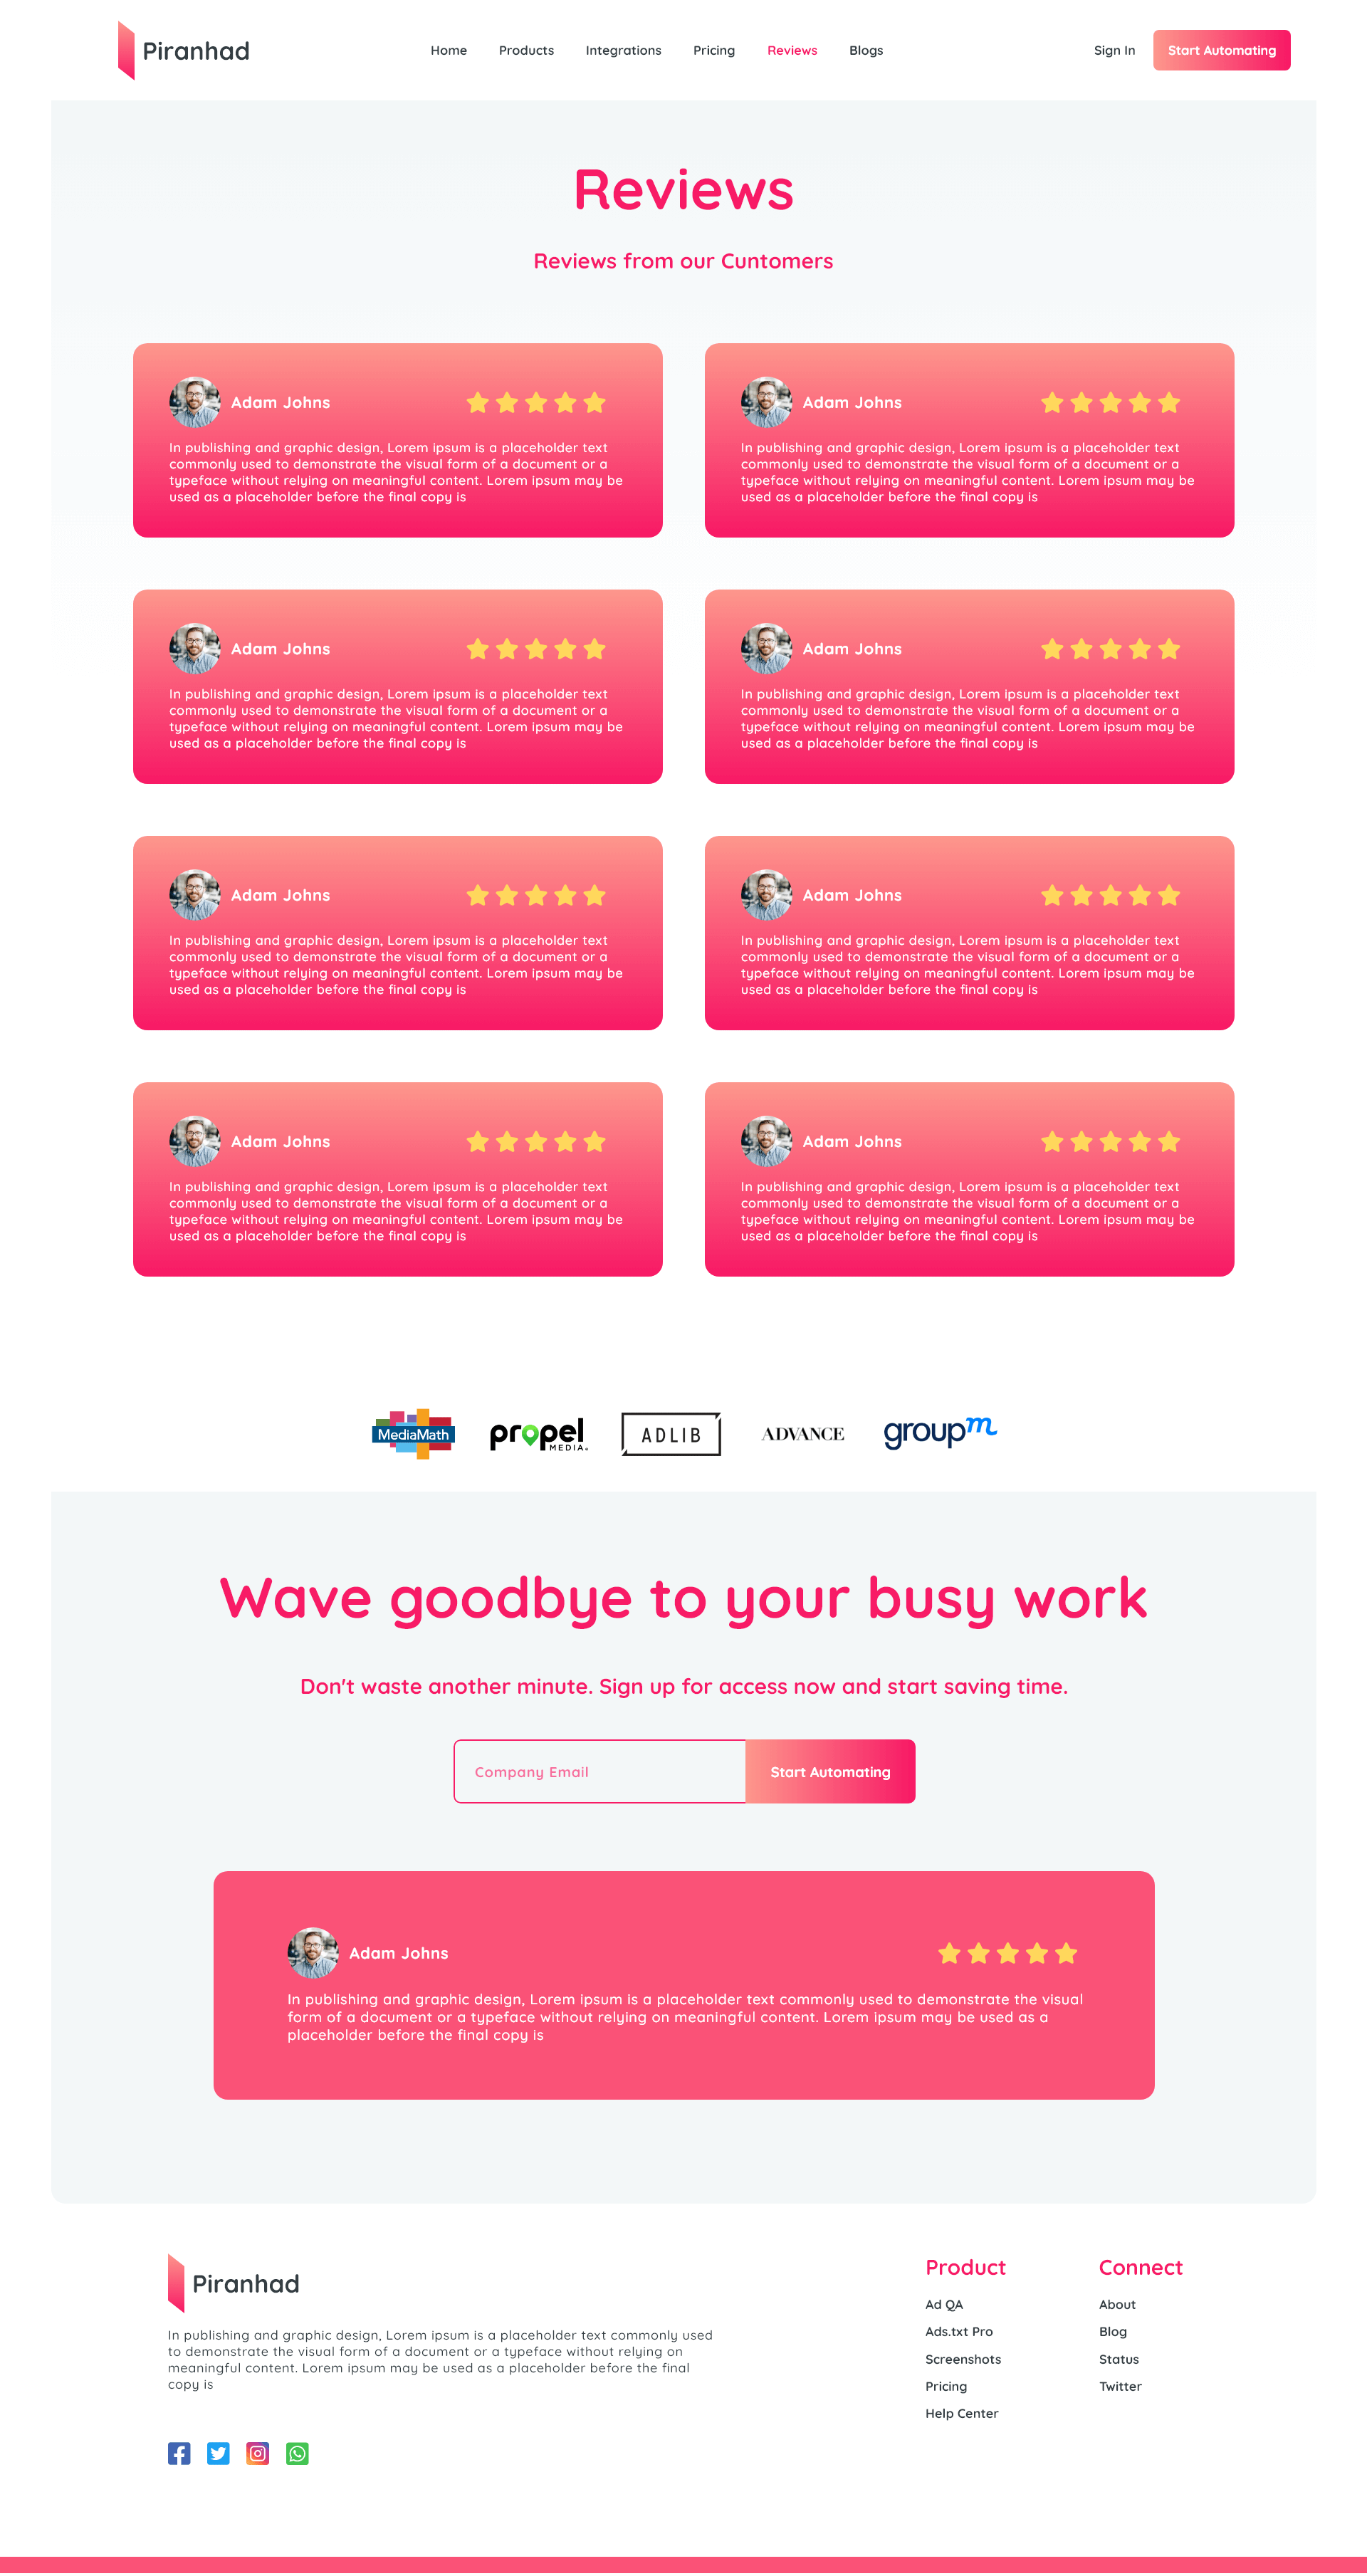 Piranhad
Home Products Integrations Pricing Reviews Blogs
Sign In Start Automating
Reviews
Reviews from our Cuntomers
Adam Johns
In publishing and graphic design, Lorem ipsum is a placeholder text
commonly used to demonstrate the visual form of a document or a
typeface without relying on meaningful content. Lorem ipsum may be
used as a placeholder before the final copy is
Adam Johns
In publishing and graphic design, Lorem ipsum is a placeholder text
commonly used to demonstrate the visual form of a document or a
typeface without relying on meaningful content. Lorem ipsum may be
used as a placeholder before the final copy is
Adam Johns
In publishing and graphic design, Lorem ipsum is a placeholder text
commonly used to demonstrate the visual form of a document or a
typeface without relying on meaningful content. Lorem ipsum may be
used as a placeholder before the final copy is
Adam Johns
In publishing and graphic design, Lorem ipsum is a placeholder text
commonly used to demonstrate the visual form of a document or a
typeface without relying on meaningful content. Lorem ipsum may be
used as a placeholder before the final copy is
Adam Johns
In publishing and graphic design, Lorem ipsum is a placeholder text
commonly used to demonstrate the visual form of a document or a
typeface without relying on meaningful content. Lorem ipsum may be
used as a placeholder before the final copy is
Adam Johns
In publishing and graphic design, Lorem ipsum is a placeholder text
commonly used to demonstrate the visual form of a document or a
typeface without relying on meaningful content. Lorem ipsum may be
used as a placeholder before the final copy is
Adam Johns
In publishing and graphic design, Lorem ipsum is a placeholder text
commonly used to demonstrate the visual form of a document or a
typeface without relying on meaningful content. Lorem ipsum may be
used as a placeholder before the final copy is
Adam Johns
In publishing and graphic design, Lorem ipsum is a placeholder text
commonly used to demonstrate the visual form of a document or a
typeface without relying on meaningful content. Lorem ipsum may be
used as a placeholder before the final copy is
MediaMath
propel
MEDIA
ADLIB
ADVANCE
groupm
Wave goodbye to your busy work
Don't waste another minute. Sign up for access now and start saving time.
Company Email
Start Automating
Adam Johns
In publishing and graphic design, Lorem ipsum is a placeholder text commonly used to demonstrate the visual
form of a document or a typeface without relying on meaningful content. Lorem ipsum may be used as a
placeholder before the final copy is
Piranhad
In publishing and graphic design, Lorem ipsum is a placeholder text commonly used
to demonstrate the visual form of a document or a typeface without relying on
meaningful content. Lorem ipsum may be used as a placeholder before the final
copy is
Product
Ad QA
Ads.txt Pro
Screenshots
Pricing
Help Center
Connect
About
Blog
Status
Twitter